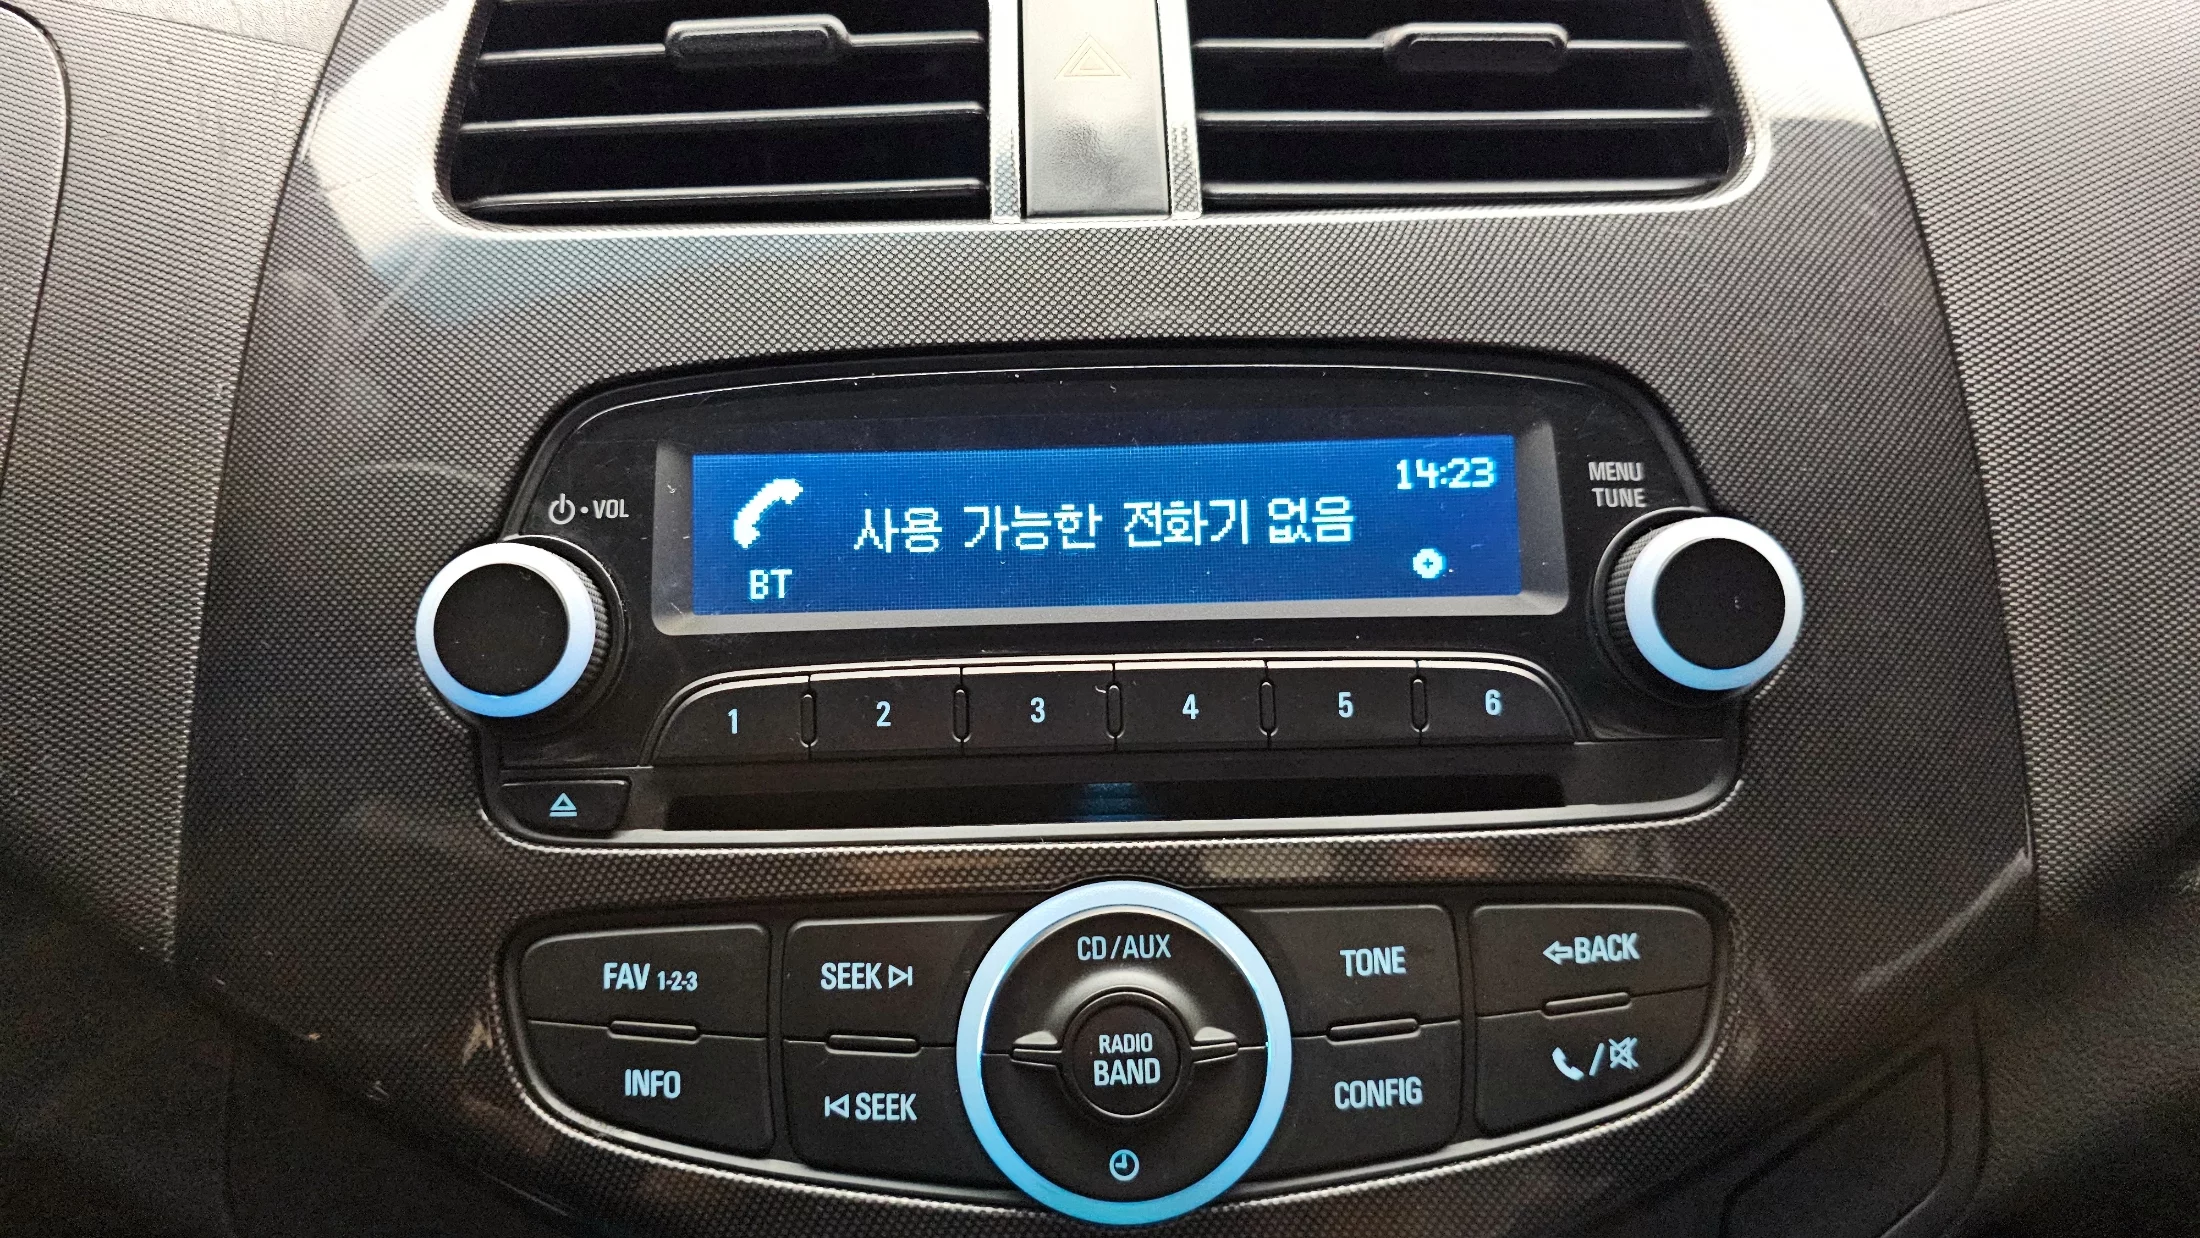 VOL
14:23
사용 가능한 전화기 없음
BT
MENU
TUNE
1
2
3
4
5
6
CD/AUX
FAV 1-2-3
SEEK
RADIO
BAND
TONE
BACK
INFO
SEEK
CONFIG
/